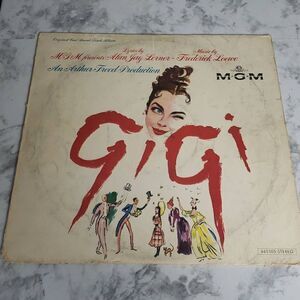 Original Cast Sound Track Album
Lyrics by
Music by
M-G-M presents Alan Jay Lerner - Frederick Loewe
An Arthur Freed Production
M-G-M
GiGi
STEREO